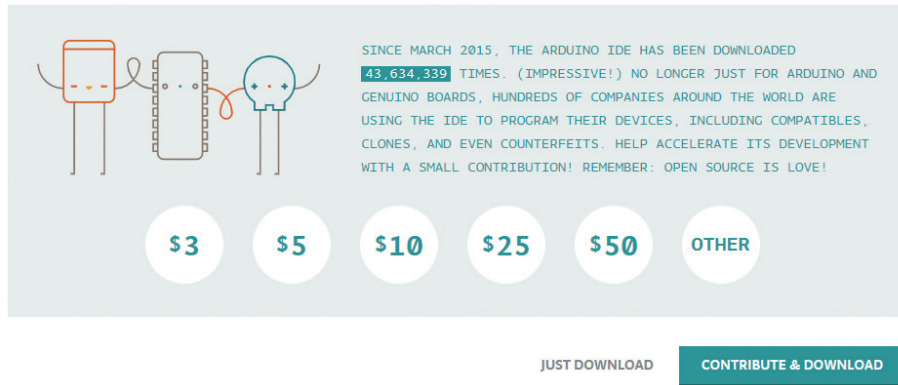 SINCE MARCH 2015, THE ARDUINO IDE HAS BEEN DOWNLOADED
43,634,339 TIMES. (IMPRESSIVE!) NO LONGER JUST FOR ARDUINO AND
GENUINO BOARDS, HUNDREDS OF COMPANIES AROUND THE WORLD ARE
USING THE IDE TO PROGRAM THEIR DEVICES, INCLUDING COMPATIBLES,
CLONES, AND EVEN COUNTERFEITS. HELP ACCELERATE ITS DEVELOPMENT
WITH A SMALL CONTRIBUTION! REMEMBER: OPEN SOURCE IS LOVE!
$3 $5 $10 $25 $50 OTHER
JUST DOWNLOAD CONTRIBUTE & DOWNLOAD